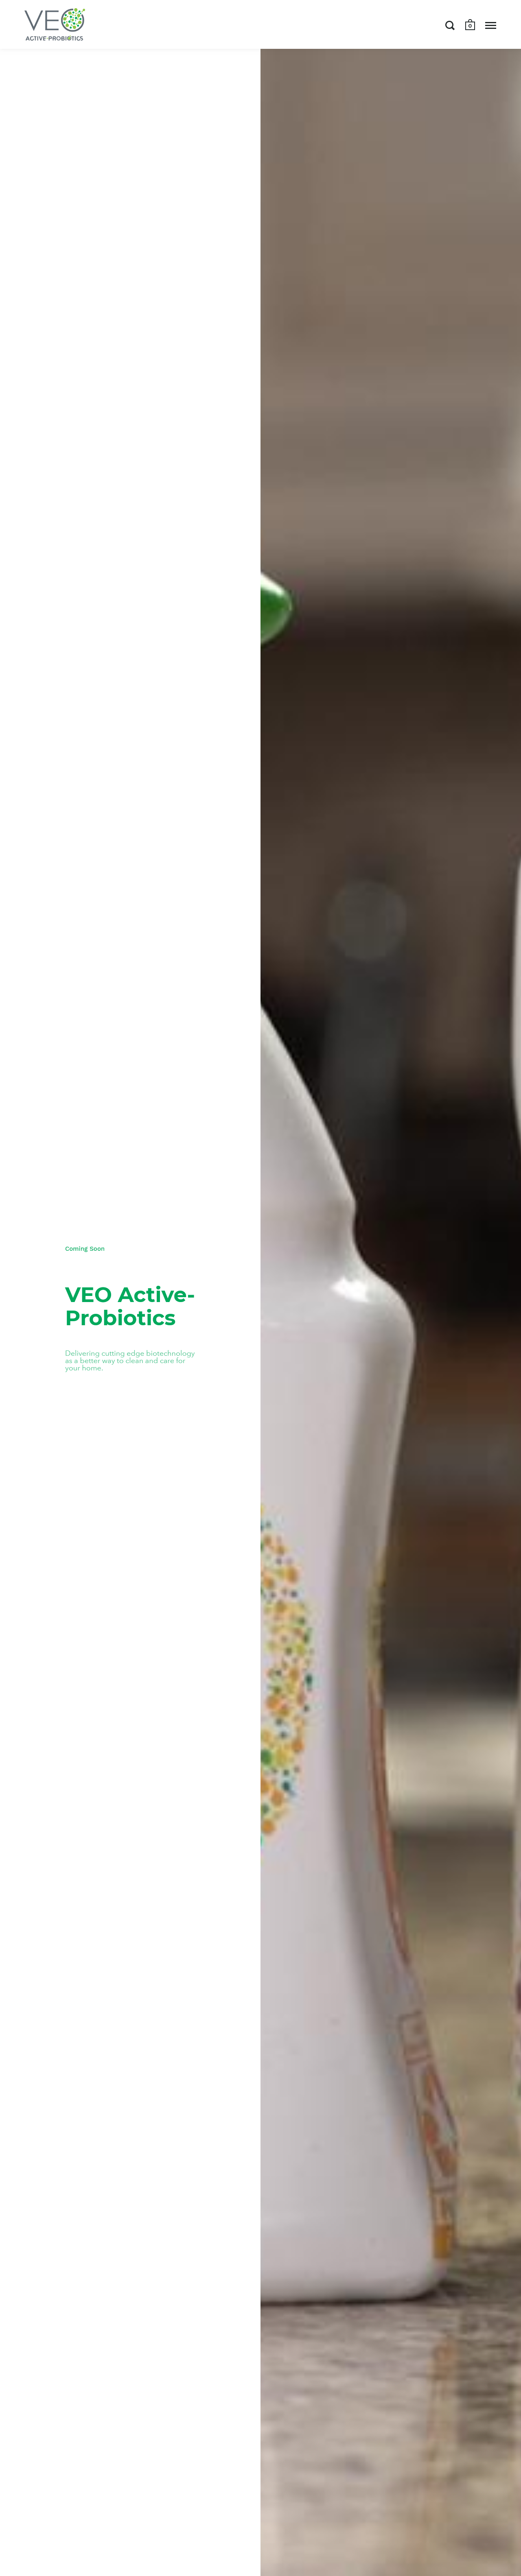 VEO
ACTIVE-PROBIOTICS
0
Coming Soon
VEO Active-
Probiotics
Delivering cutting edge biotechnology
as a better way to clean and care for
your home.